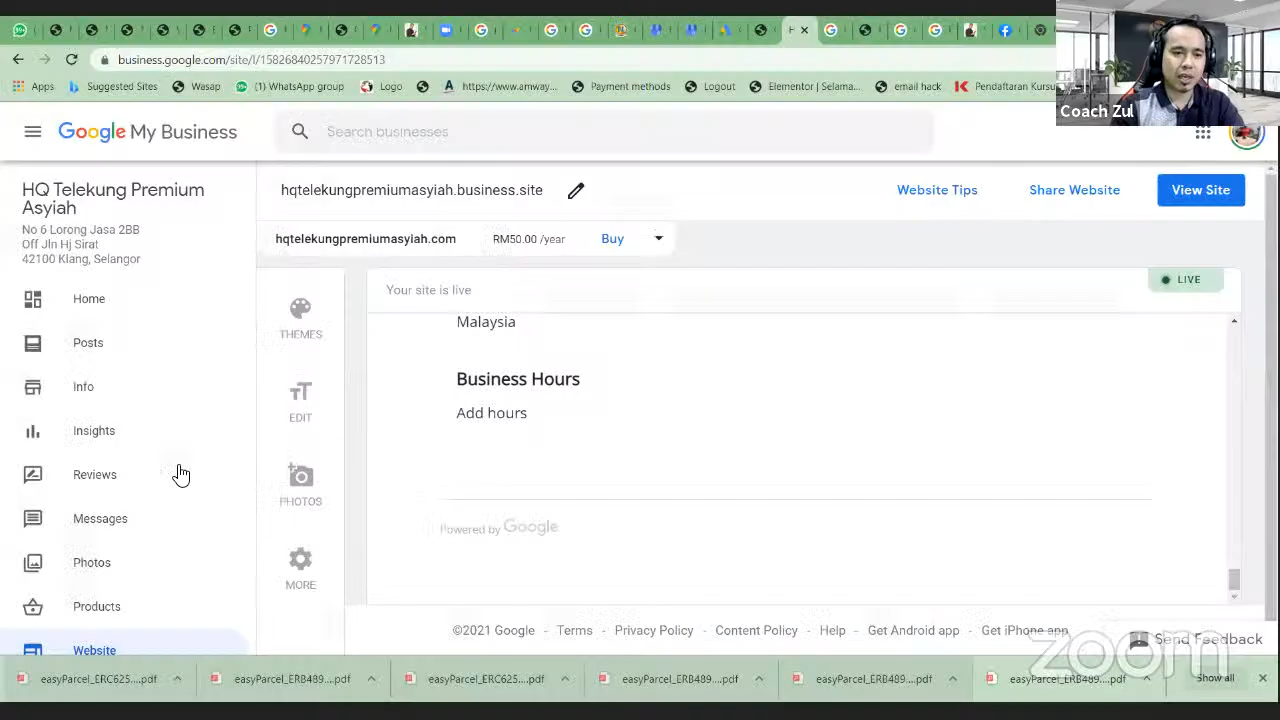 business.google.com/site/l/15826840257971728513
Apps
Suggested Sites
Wasap
(1) WhatsApp group
Logo
https://www.amway...
Payment methods
Logout
Elementor | Selama...
email hack
Pendaftaran Kursu
Coach Zul
Google My Business
Search businesses
HQ Telekung Premium
Asyiah
No 6 Lorong Jasa 2BB
Off Jln Hj Sirat
42100 Klang, Selangor
Home
Posts
Info
Insights
Reviews
Messages
Photos
Products
Website
hqtelekungpremiumasyiah.business.site
Website Tips
Share Website
View Site
hqtelekungpremiumasyiah.com
RM50.00 /year
Buy
THEMES
EDIT
PHOTOS
MORE
Your site is live
LIVE
Malaysia
Business Hours
Add hours
Powered by Google
©2021 Google - Terms - Privacy Policy - Content Policy - Help - Get Android app - Get iPhone app
Send Feedback
zoom
easyParcel_ERC625....pdf
easyParcel_ERB489....pdf
easyParcel_ERC625....pdf
easyParcel_ERB489....pdf
easyParcel_ERB489....pdf
easyParcel_ERB489....pdf
Show all